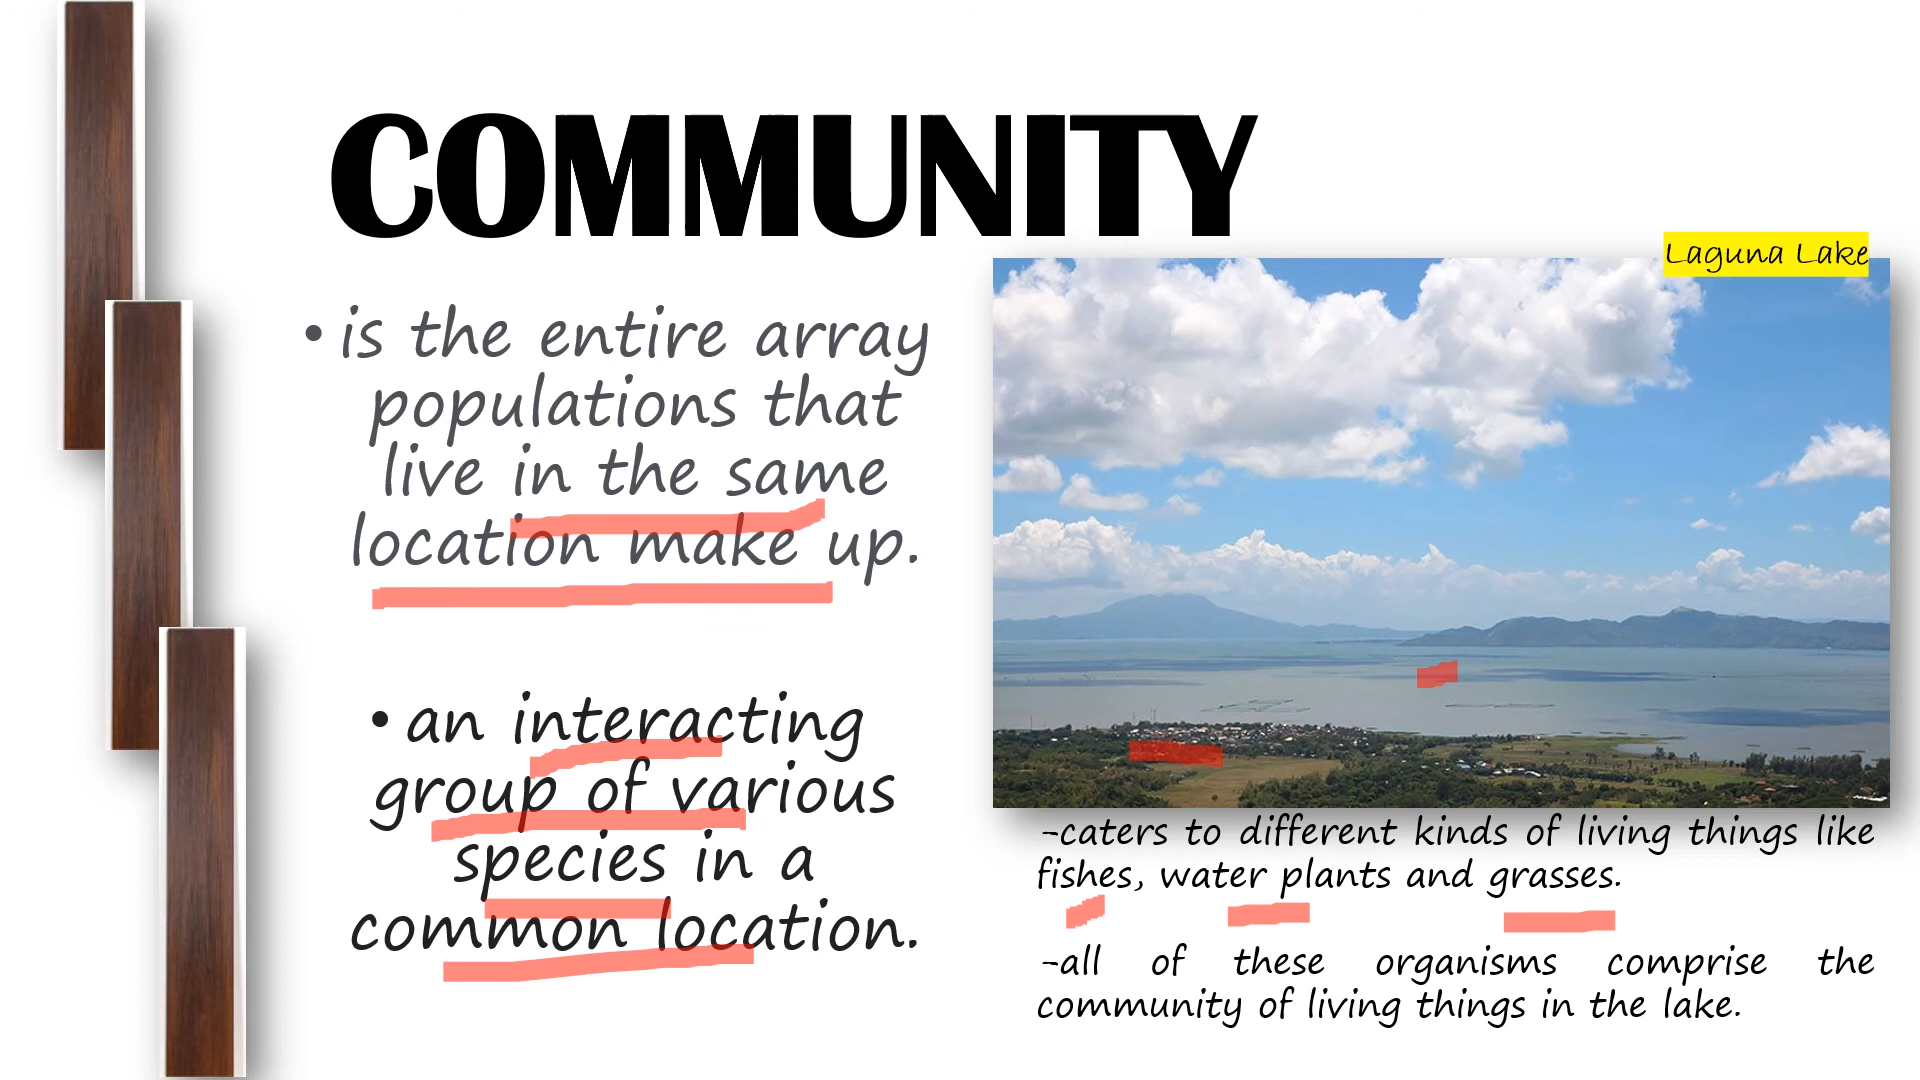 COMMUNITY
• is the entire array
populations that
live in the same
location make up.
• an interacting
group of various
species in a
common location.
Laguna Lake
-caters to different kinds of living things like
fishes, water plants and grasses.
-all of these organisms comprise the
community of living things in the lake.